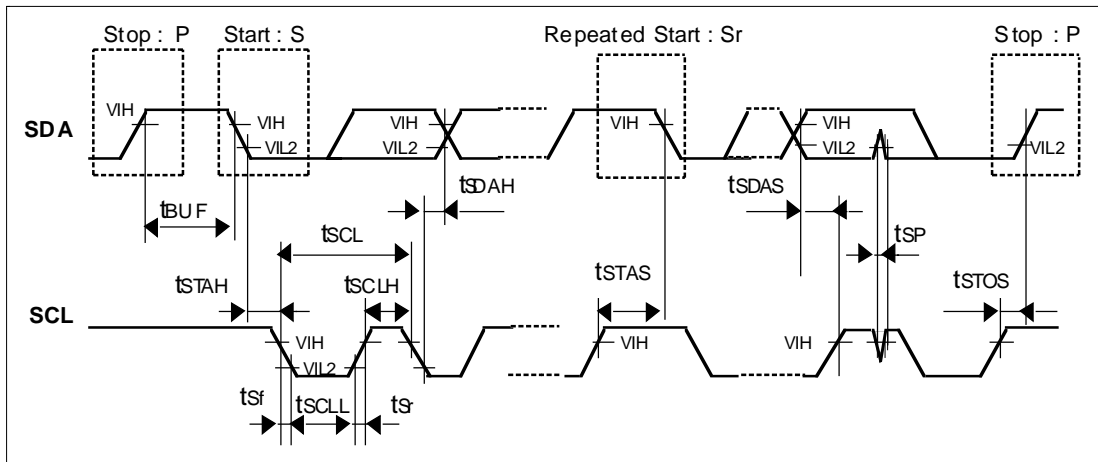 Stop : P
Start : S
Repeated Start : Sr
Stop : P
SDA
VIH
VIH
VIL2
VIH
VIL2
VIH
VIH
VIL2
VIL2
tSDAH
tSDAS
tBUF
tSCL
tSP
tSTAH
tSCLH
tSTAS
tSTOS
SCL
VIH
VIL2
VIH
VIH
tSf
tSCLL
tSr